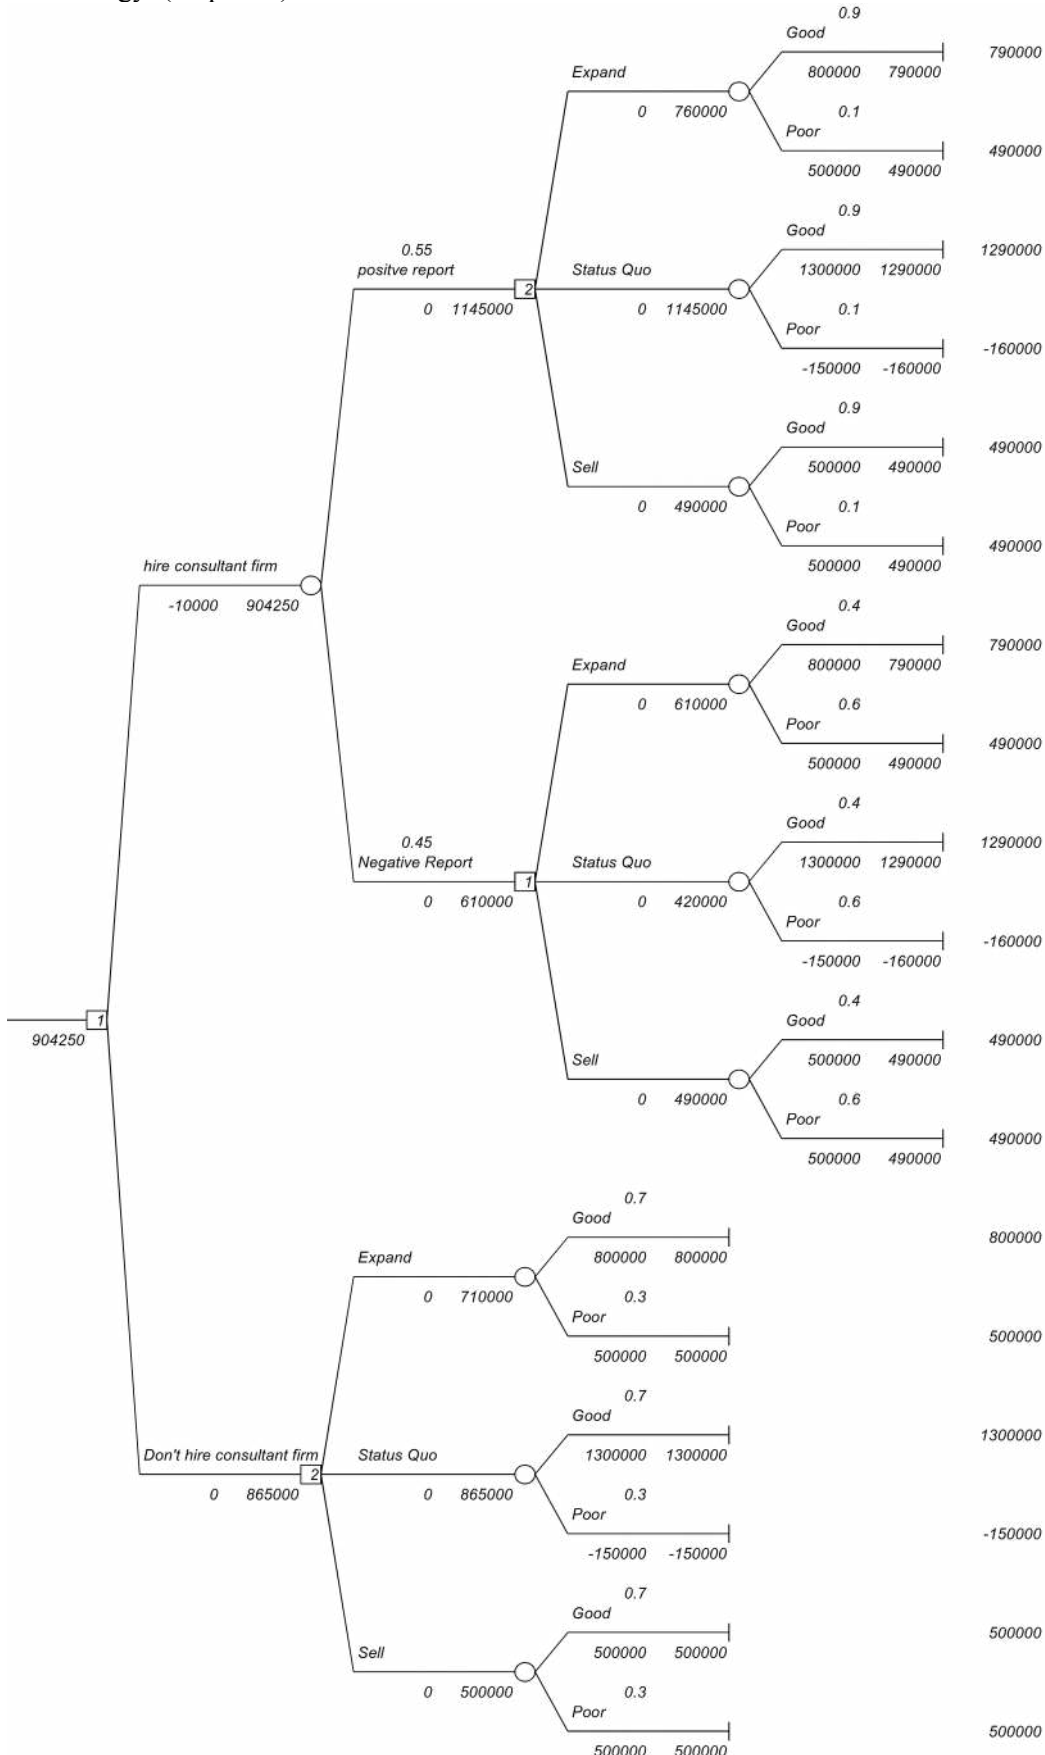 0.9
Good
790000
800000 790000
Expand
0 760000
0.1
Poor
490000
500000 490000
0.9
Good
1290000
1300000 1290000
0.55
positve report
0 1145000
2
Status Quo
0 1145000
0.1
Poor
-160000
-150000 -160000
0.9
Good
490000
500000 490000
Sell
0 490000
0.1
Poor
490000
500000 490000
hire consultant firm
-10000 904250
0.4
Good
790000
800000 790000
Expand
0 610000
0.6
Poor
490000
500000 490000
0.4
Good
1290000
1300000 1290000
0.45
Negative Report
0 610000
1
Status Quo
0 420000
0.6
Poor
-160000
-150000 -160000
1
904250
0.4
Good
490000
500000 490000
Sell
0 490000
0.6
Poor
490000
500000 490000
0.7
Good
800000
800000 800000
Expand
0 710000
0.3
Poor
500000
500000 500000
0.7
Good
1300000
1300000 1300000
Don't hire consultant firm
0 865000
2
Status Quo
0 865000
0.3
Poor
-150000
-150000 -150000
0.7
Good
500000
500000 500000
Sell
0 500000
0.3
Poor
500000
500000 500000